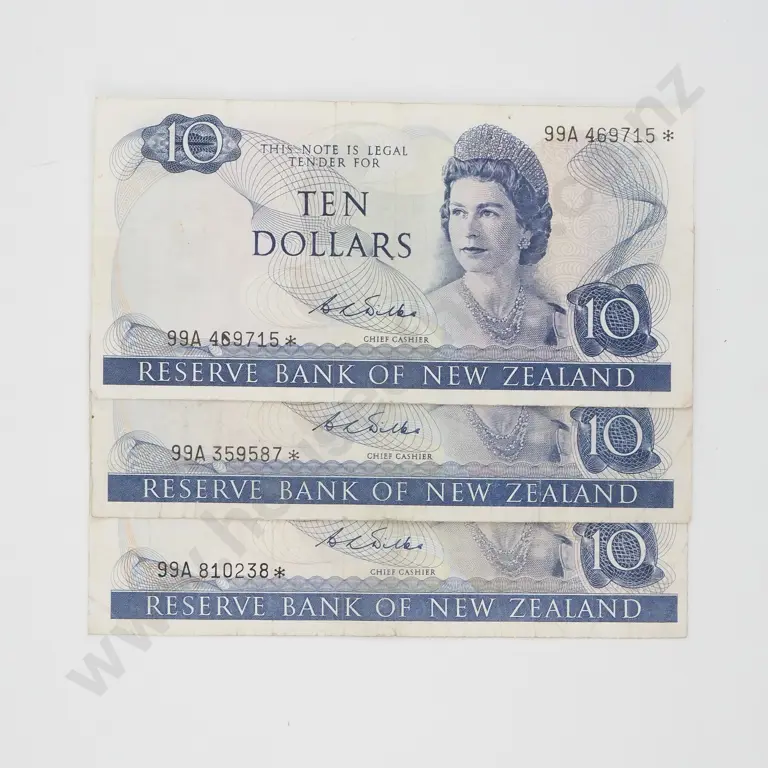 10
99A 469715 *
THIS NOTE IS LEGAL
TENDER FOR
TEN
DOLLARS
10
99A 469715 *
CHIEF CASHIER
RESERVE BANK OF NEW ZEALAND
10
99A 359587 *
CHIEF CASHIER
RESERVE BANK OF NEW ZEALAND
10
99A 810238 *
CHIEF CASHIER
RESERVE BANK OF NEW ZEALAND